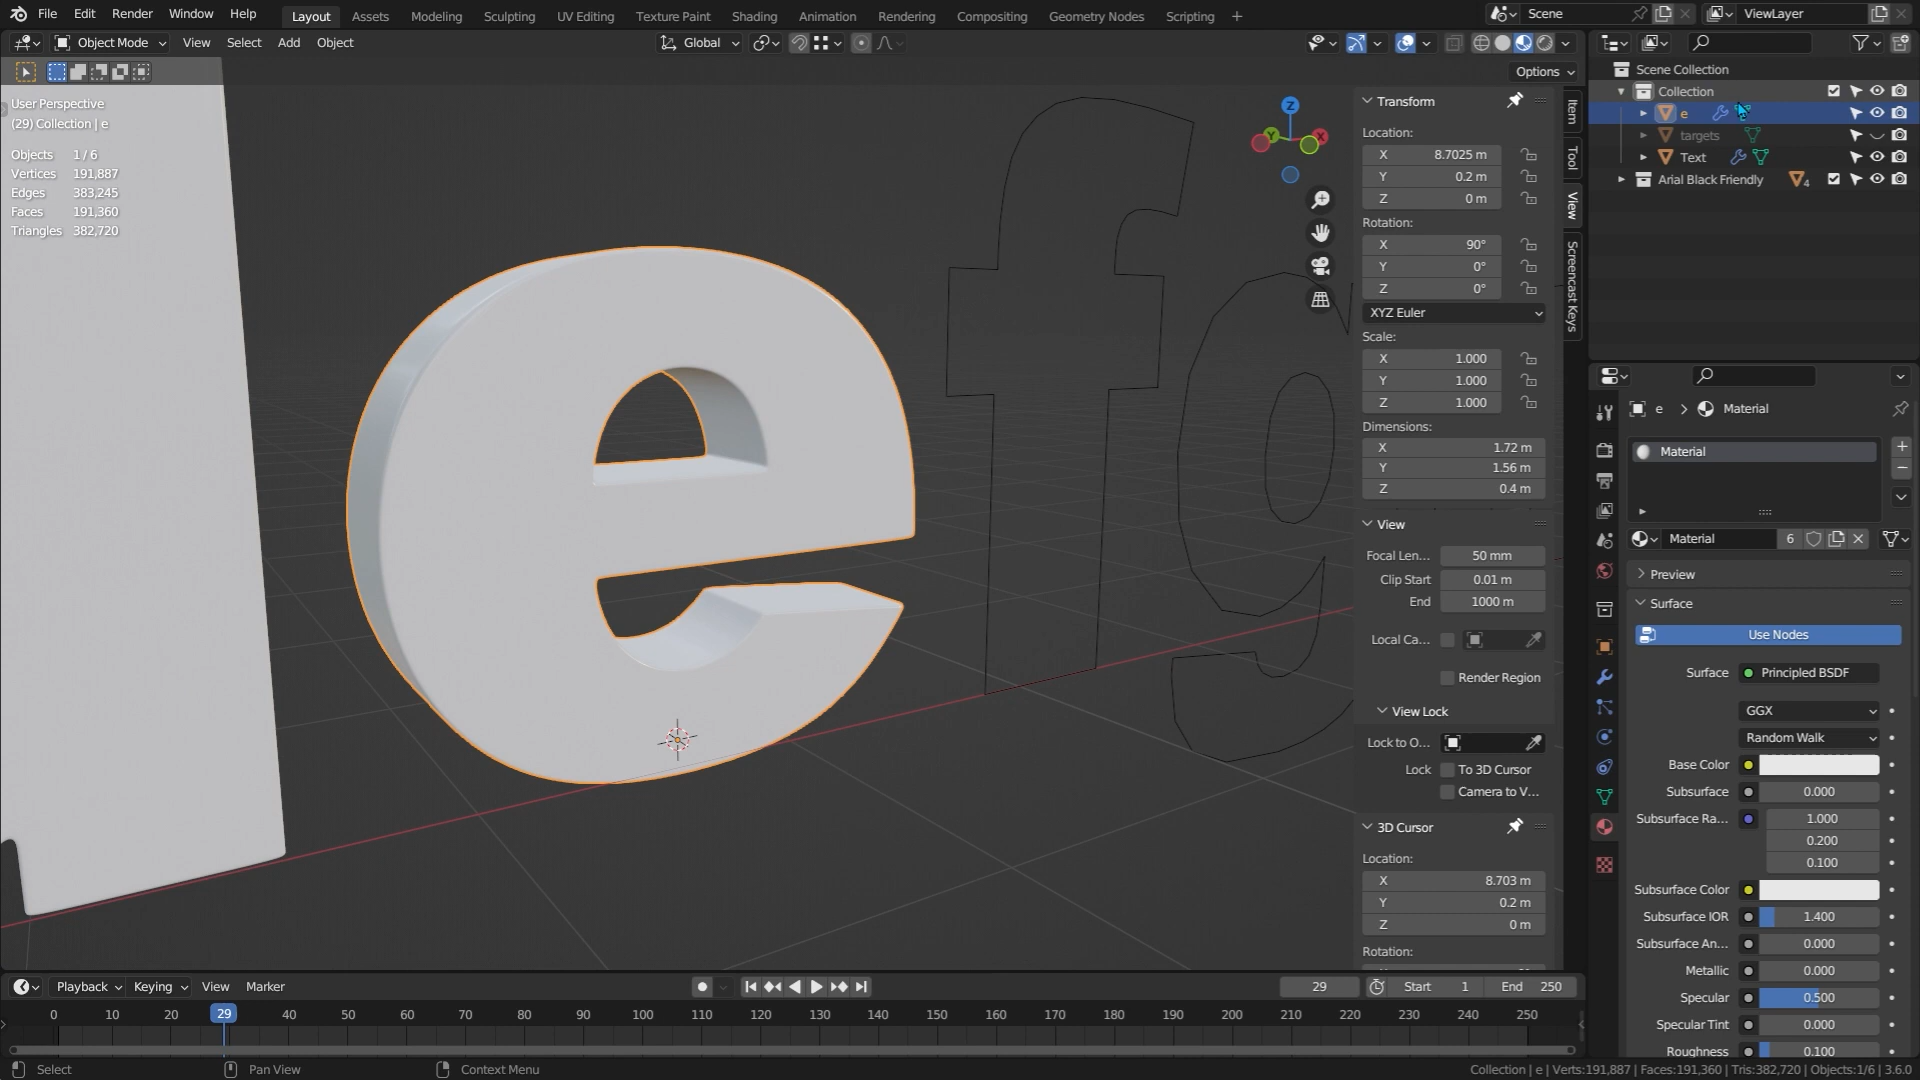 File Edit Render Window Help Layout Assets Modeling Sculpting UV Editing Texture Paint Shading Animation Rendering Compositing Geometry Nodes Scripting + Scene ViewLayer
Object Mode View Select Add Object Global
Options
User Perspective
(29) Collection | e
Objects 1 / 6
Vertices 191,887
Edges 383,245
Faces 191,360
Triangles 382,720
e
Z
Y
X
Transform
Location:
X 8.7025 m
Y 0.2 m
Z 0 m
Rotation:
X 90°
Y 0°
Z 0°
XYZ Euler
Scale:
X 1.000
Y 1.000
Z 1.000
Dimensions:
X 1.72 m
Y 1.56 m
Z 0.4 m
View
Focal Len... 50 mm
Clip Start 0.01 m
End 1000 m
Local Ca...
Render Region
View Lock
Lock to O...
Lock To 3D Cursor
Camera to V...
3D Cursor
Location:
X 8.703 m
Y 0.2 m
Z 0 m
Rotation:
Item
Tool
View
Screencast Keys
Scene Collection
Collection
e
targets
Text
Arial Black Friendly 4
e > Material
Material
Material 6
Preview
Surface
Use Nodes
Surface Principled BSDF
GGX
Random Walk
Base Color
Subsurface 0.000
Subsurface Ra... 1.000
0.200
0.100
Subsurface Color
Subsurface IOR 1.400
Subsurface An... 0.000
Metallic 0.000
Specular 0.500
Specular Tint 0.000
Roughness 0.100
Playback Keying View Marker 29 Start 1 End 250
0 10 20 29 40 50 60 70 80 90 100 110 120 130 140 150 160 170 180 190 200 210 220 230 240 250
Select Pan View Context Menu Collection | e | Verts:191,887 | Faces:191,360 | Tris:382,720 | Objects:1/6 | 3.6.0